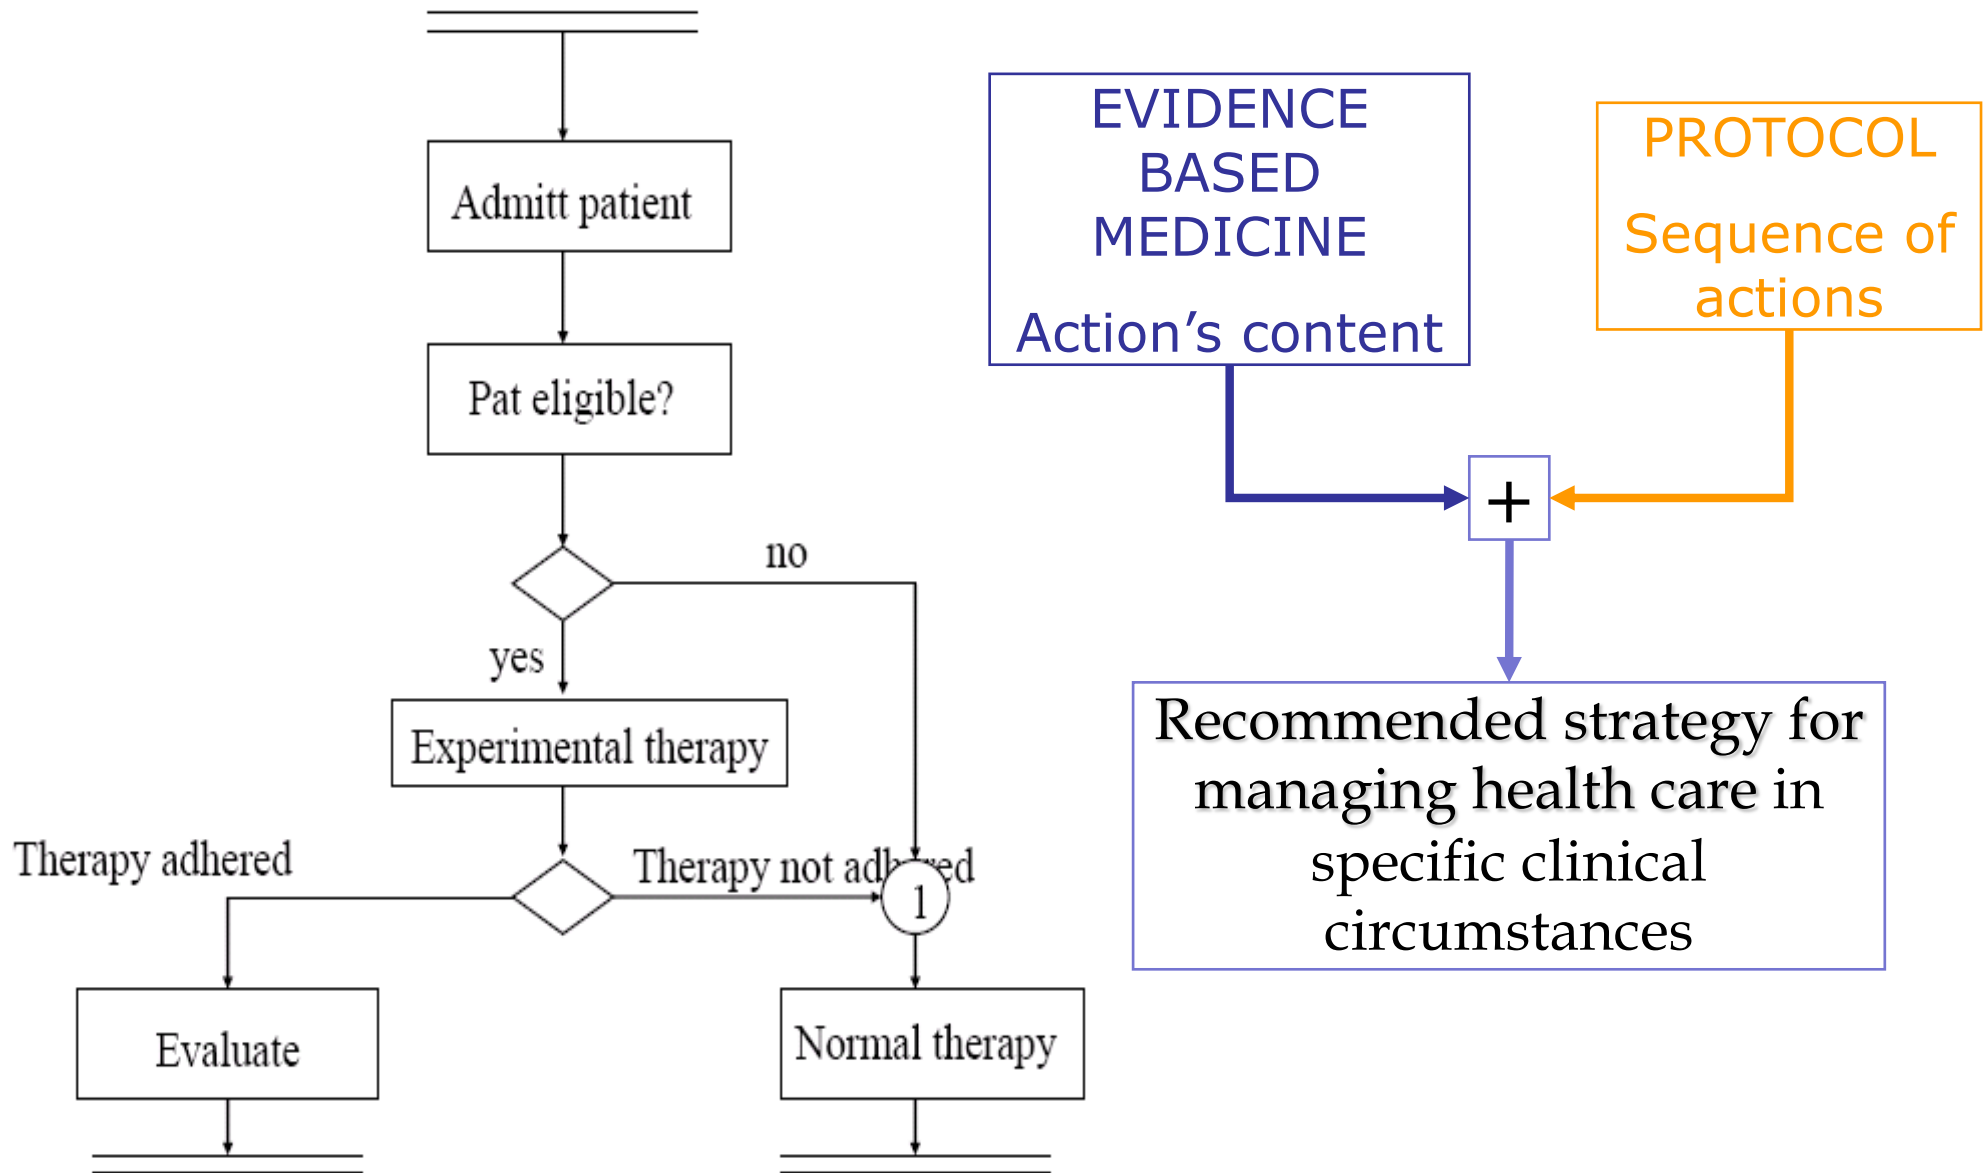 Admitt patient
Pat eligible?
no
yes
Experimental therapy
Therapy adhered
Therapy not adhered
1
Evaluate
Normal therapy
EVIDENCE
BASED
MEDICINE
Action’s content
PROTOCOL
Sequence of
actions
+
Recommended strategy for
managing health care in
specific clinical
circumstances